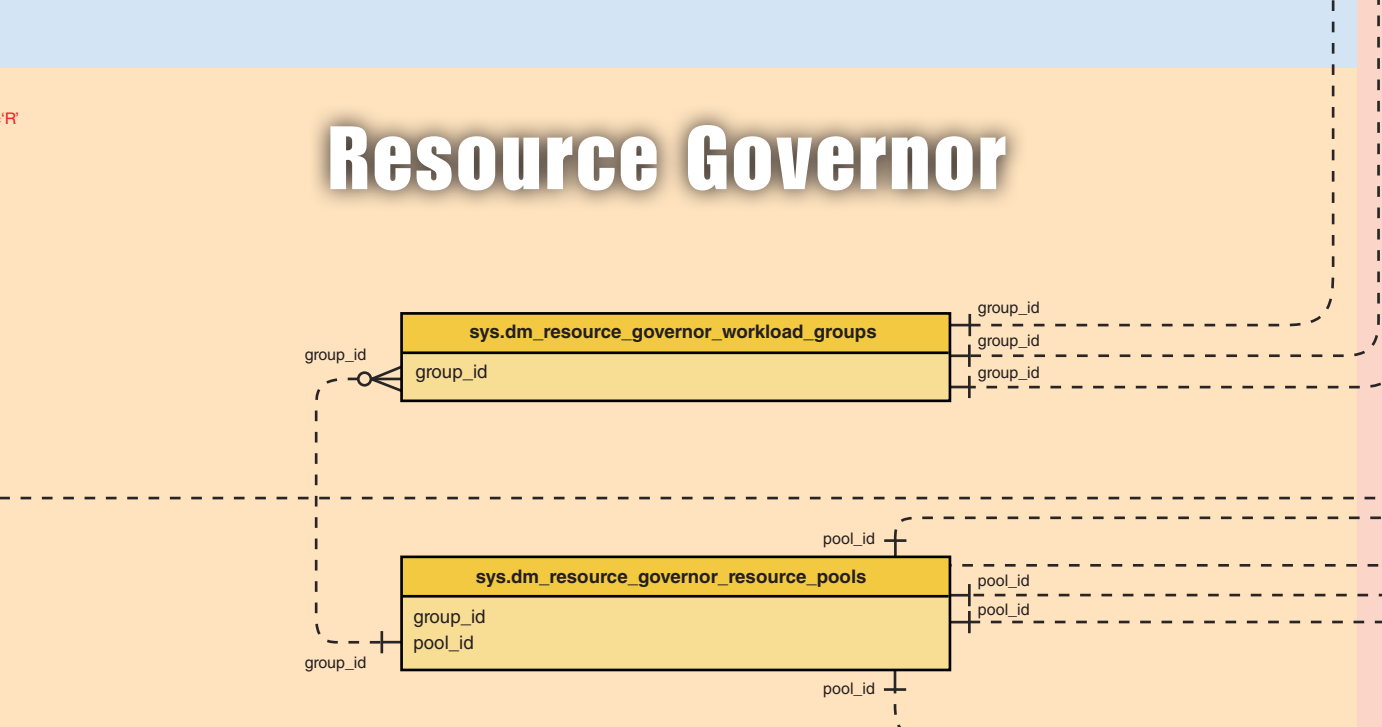 ‘R’
Resource Governor
group_id
sys.dm_resource_governor_workload_groups
group_id
group_id
group_id
group_id
pool_id
sys.dm_resource_governor_resource_pools
pool_id
pool_id
group_id
pool_id
group_id
pool_id